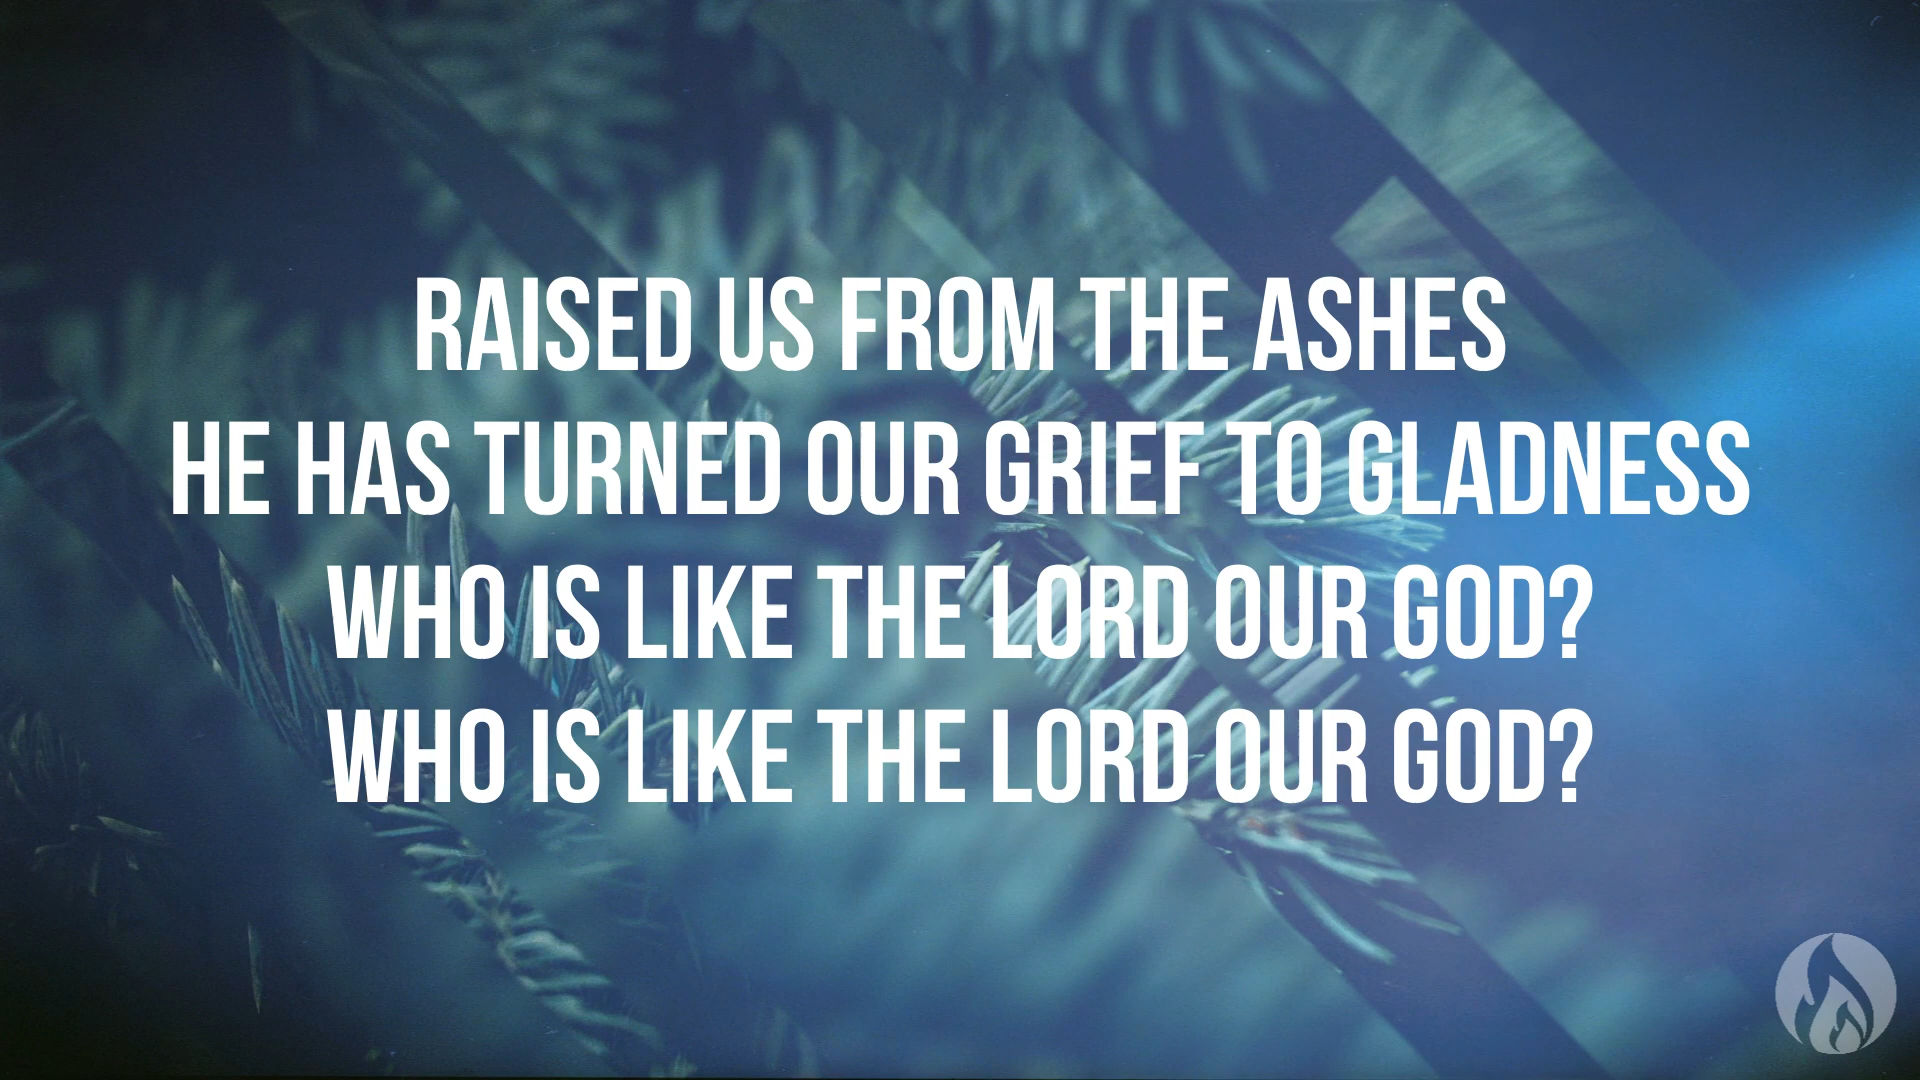 RAISED US FROM THE ASHES
HE HAS TURNED OUR GRIEF TO GLADNESS
WHO IS LIKE THE LORD OUR GOD?
WHO IS LIKE THE LORD OUR GOD?